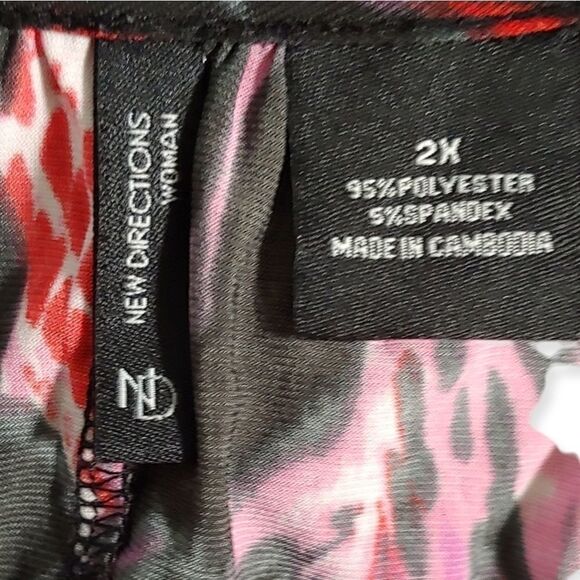 NEW DIRECTIONS
WOMAN
ND
2X
95%POLYESTER
5%SPANDEX
MADE IN CAMBODIA